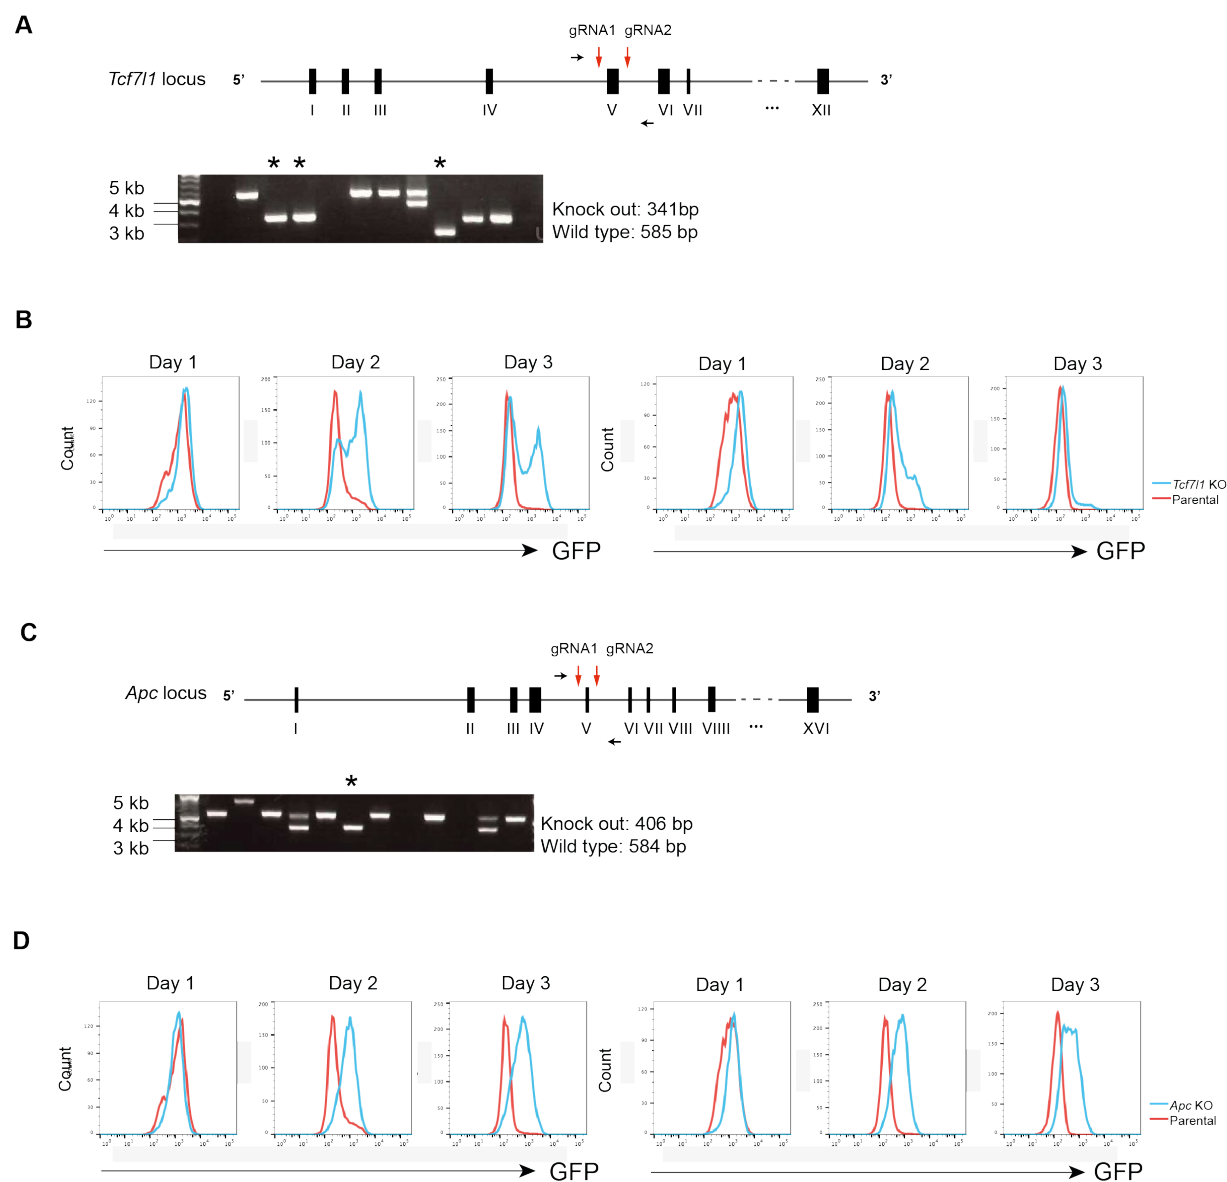 A
gRNA1 gRNA2
Tcf7l1 locus 5’ 3’
I II III IV V VI VII ... XII
* * *
5 kb
4 kb
3 kb
Knock out: 341bp
Wild type: 585 bp
B
Day 1 Day 2 Day 3 Day 1 Day 2 Day 3
Count Count
Tcf7l1 KO
Parental
GFP GFP
C
gRNA1 gRNA2
Apc locus 5’ 3’
I II III IV V VI VII VIII VIIII ... XVI
*
5 kb
4 kb
3 kb
Knock out: 406 bp
Wild type: 584 bp
D
Day 1 Day 2 Day 3 Day 1 Day 2 Day 3
Count Count
Apc KO
Parental
GFP GFP